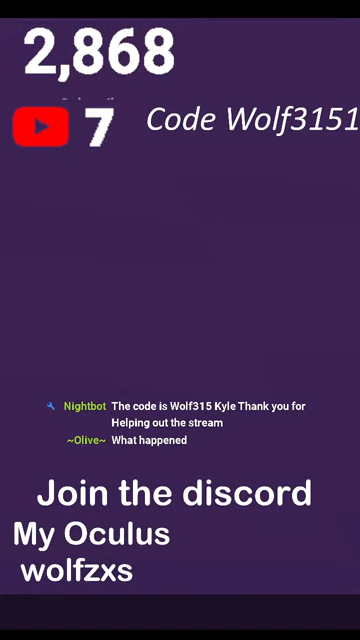 2,868
7 Code Wolf3151
Nightbot The code is Wolf315 Kyle Thank you for
Helping out the stream
~Olive~ What happened
Join the discord
My Oculus
wolfzxs